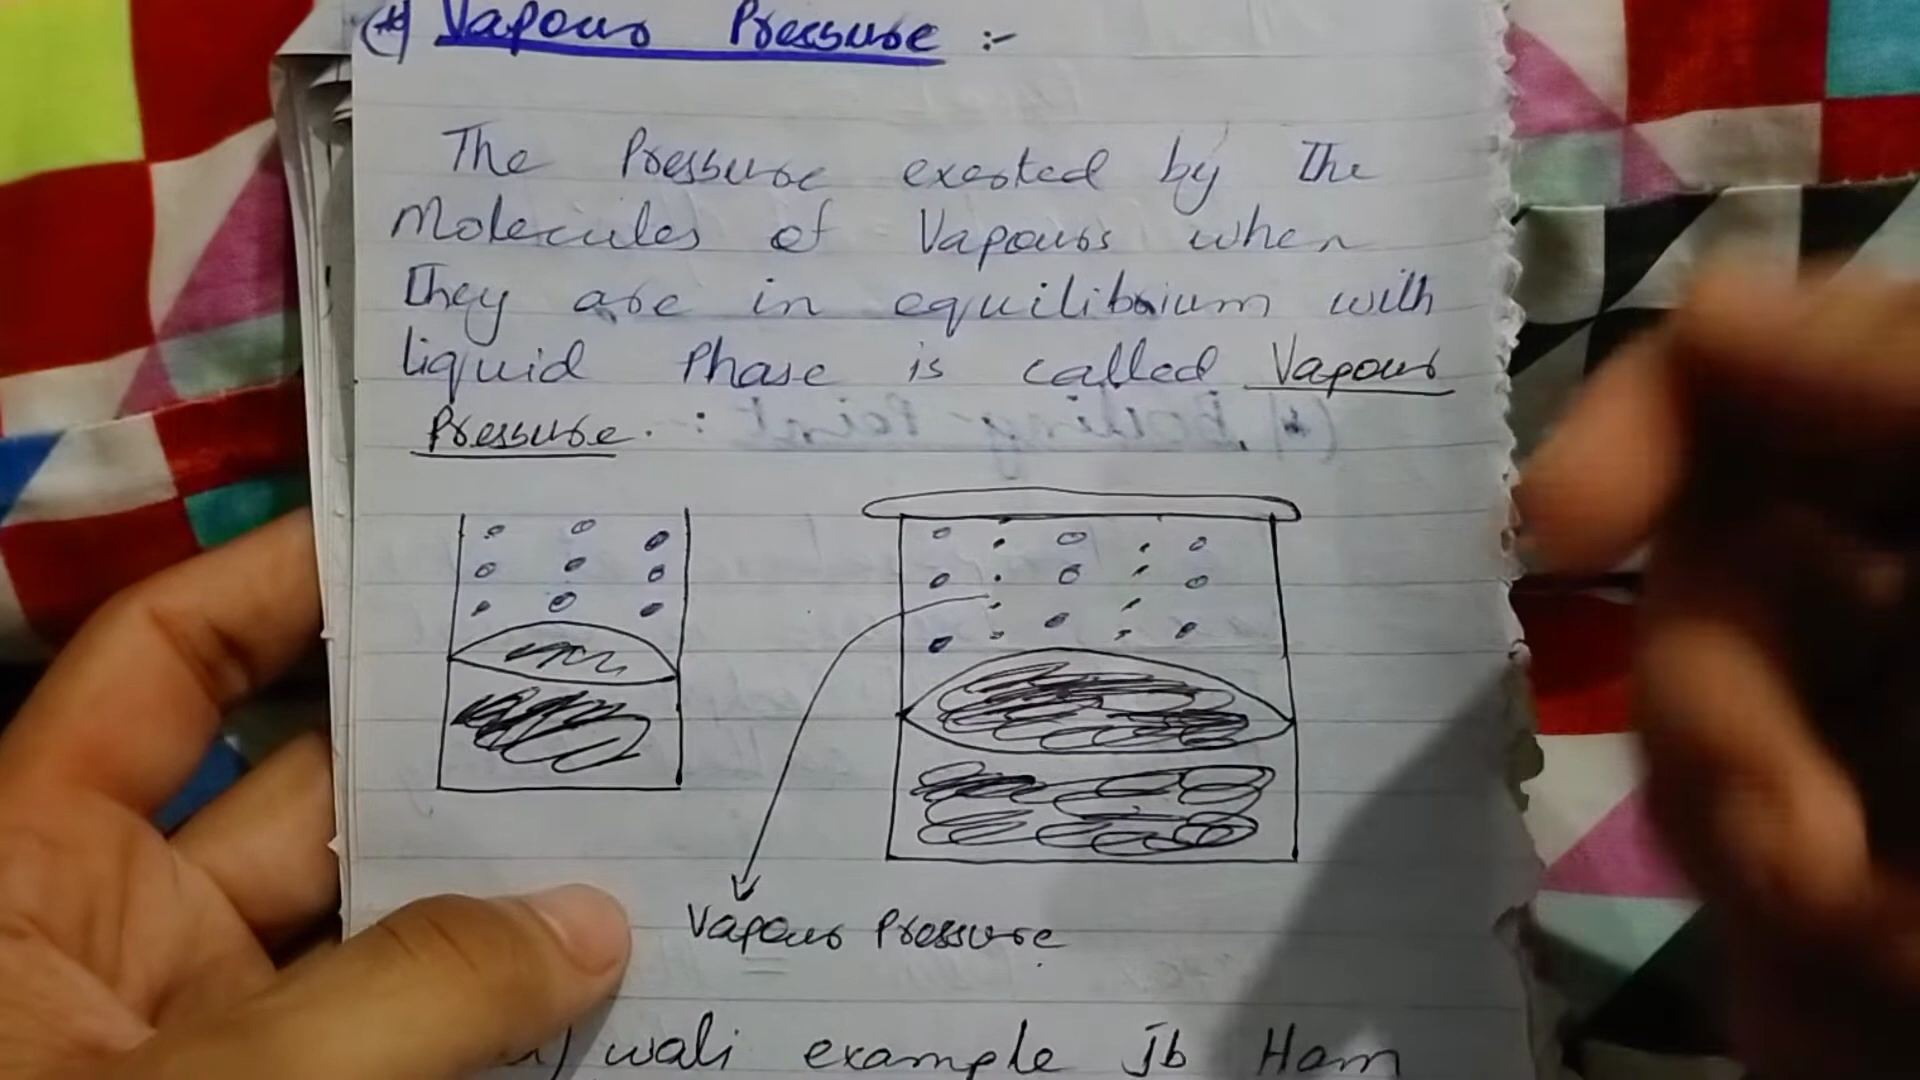 (*) Vapour Pressure :-
The Pressure exerted by The
Molecules of Vapours when
They are in equilibrium with
liquid Phase is called Vapour
Pressure.
Vapour Pressure
wali example jb Ham